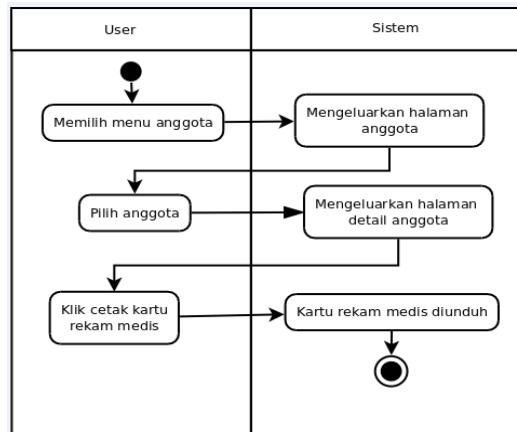 User
Sistem
Memilih menu anggota
Mengeluarkan halaman
anggota
Pilih anggota
Mengeluarkan halaman
detail anggota
Klik cetak kartu
rekam medis
Kartu rekam medis diunduh